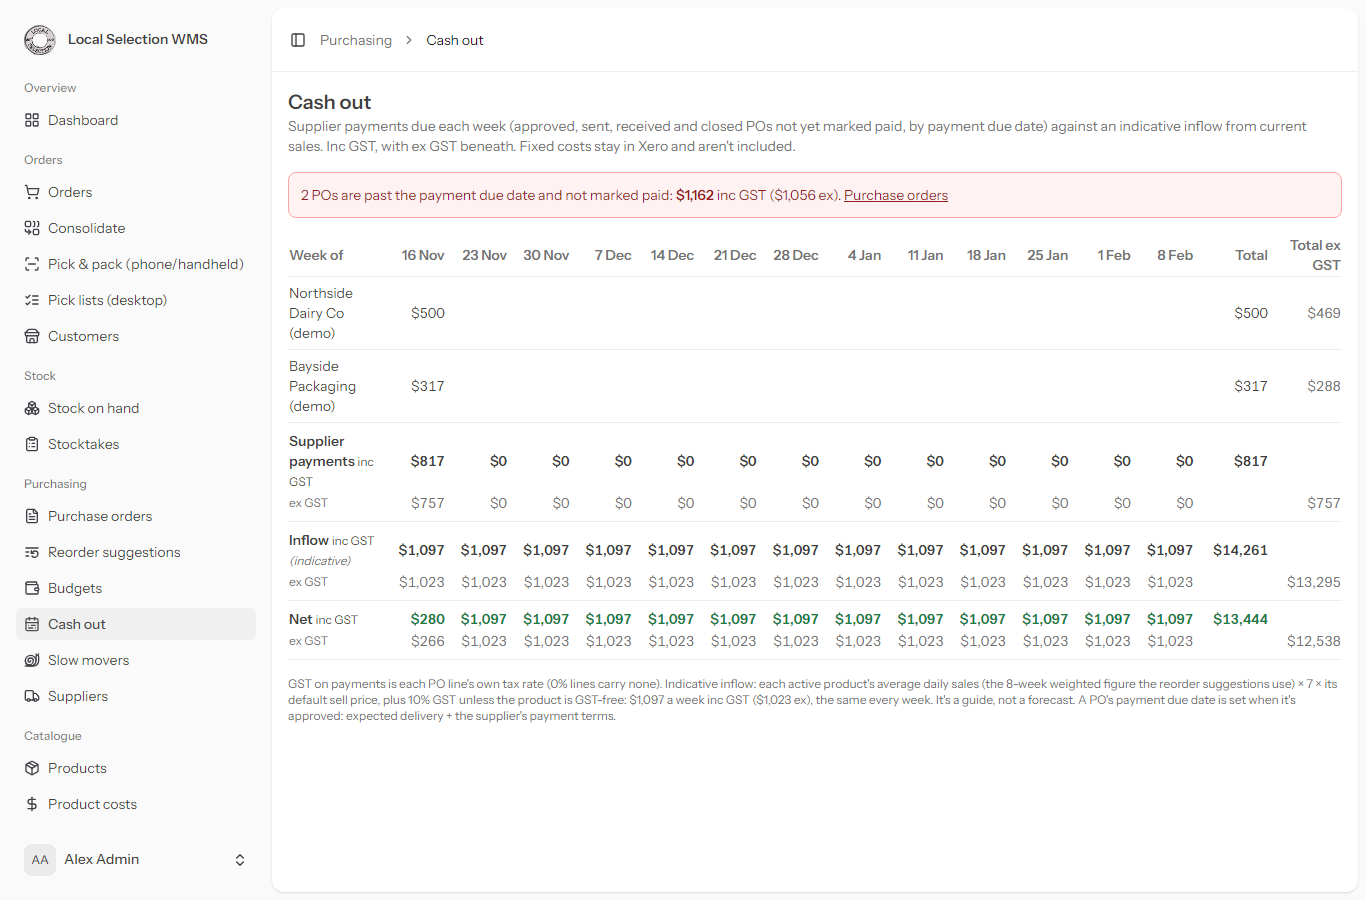 Local Selection WMS
Overview
Dashboard
Orders
Orders
Consolidate
Pick & pack (phone/handheld)
Pick lists (desktop)
Customers
Stock
Stock on hand
Stocktakes
Purchasing
Purchase orders
Reorder suggestions
Budgets
Cash out
Slow movers
Suppliers
Catalogue
Products
Product costs
AA Alex Admin
Purchasing > Cash out
Cash out
Supplier payments due each week (approved, sent, received and closed POs not yet marked paid, by payment due date) against an indicative inflow from current
sales. Inc GST, with ex GST beneath. Fixed costs stay in Xero and aren't included.
2 POs are past the payment due date and not marked paid: $1,162 inc GST ($1,056 ex). Purchase orders
Week of 16 Nov 23 Nov 30 Nov 7 Dec 14 Dec 21 Dec 28 Dec 4 Jan 11 Jan 18 Jan 25 Jan 1 Feb 8 Feb Total Total ex
GST
Northside
Dairy Co $500 $500 $469
(demo)
Bayside
Packaging $317 $317 $288
(demo)
Supplier
payments inc $817 $0 $0 $0 $0 $0 $0 $0 $0 $0 $0 $0 $0 $817
GST
ex GST $757 $0 $0 $0 $0 $0 $0 $0 $0 $0 $0 $0 $0 $757
Inflow inc GST $1,097 $1,097 $1,097 $1,097 $1,097 $1,097 $1,097 $1,097 $1,097 $1,097 $1,097 $1,097 $1,097 $14,261
(indicative)
ex GST $1,023 $1,023 $1,023 $1,023 $1,023 $1,023 $1,023 $1,023 $1,023 $1,023 $1,023 $1,023 $1,023 $13,295
Net inc GST $280 $1,097 $1,097 $1,097 $1,097 $1,097 $1,097 $1,097 $1,097 $1,097 $1,097 $1,097 $1,097 $13,444
ex GST $266 $1,023 $1,023 $1,023 $1,023 $1,023 $1,023 $1,023 $1,023 $1,023 $1,023 $1,023 $1,023 $12,538
GST on payments is each PO line's own tax rate (0% lines carry none). Indicative inflow: each active product's average daily sales (the 8-week weighted figure the reorder suggestions use) × 7 × its
default sell price, plus 10% GST unless the product is GST-free: $1,097 a week inc GST ($1,023 ex), the same every week. It's a guide, not a forecast. A PO's payment due date is set when it's
approved: expected delivery + the supplier's payment terms.